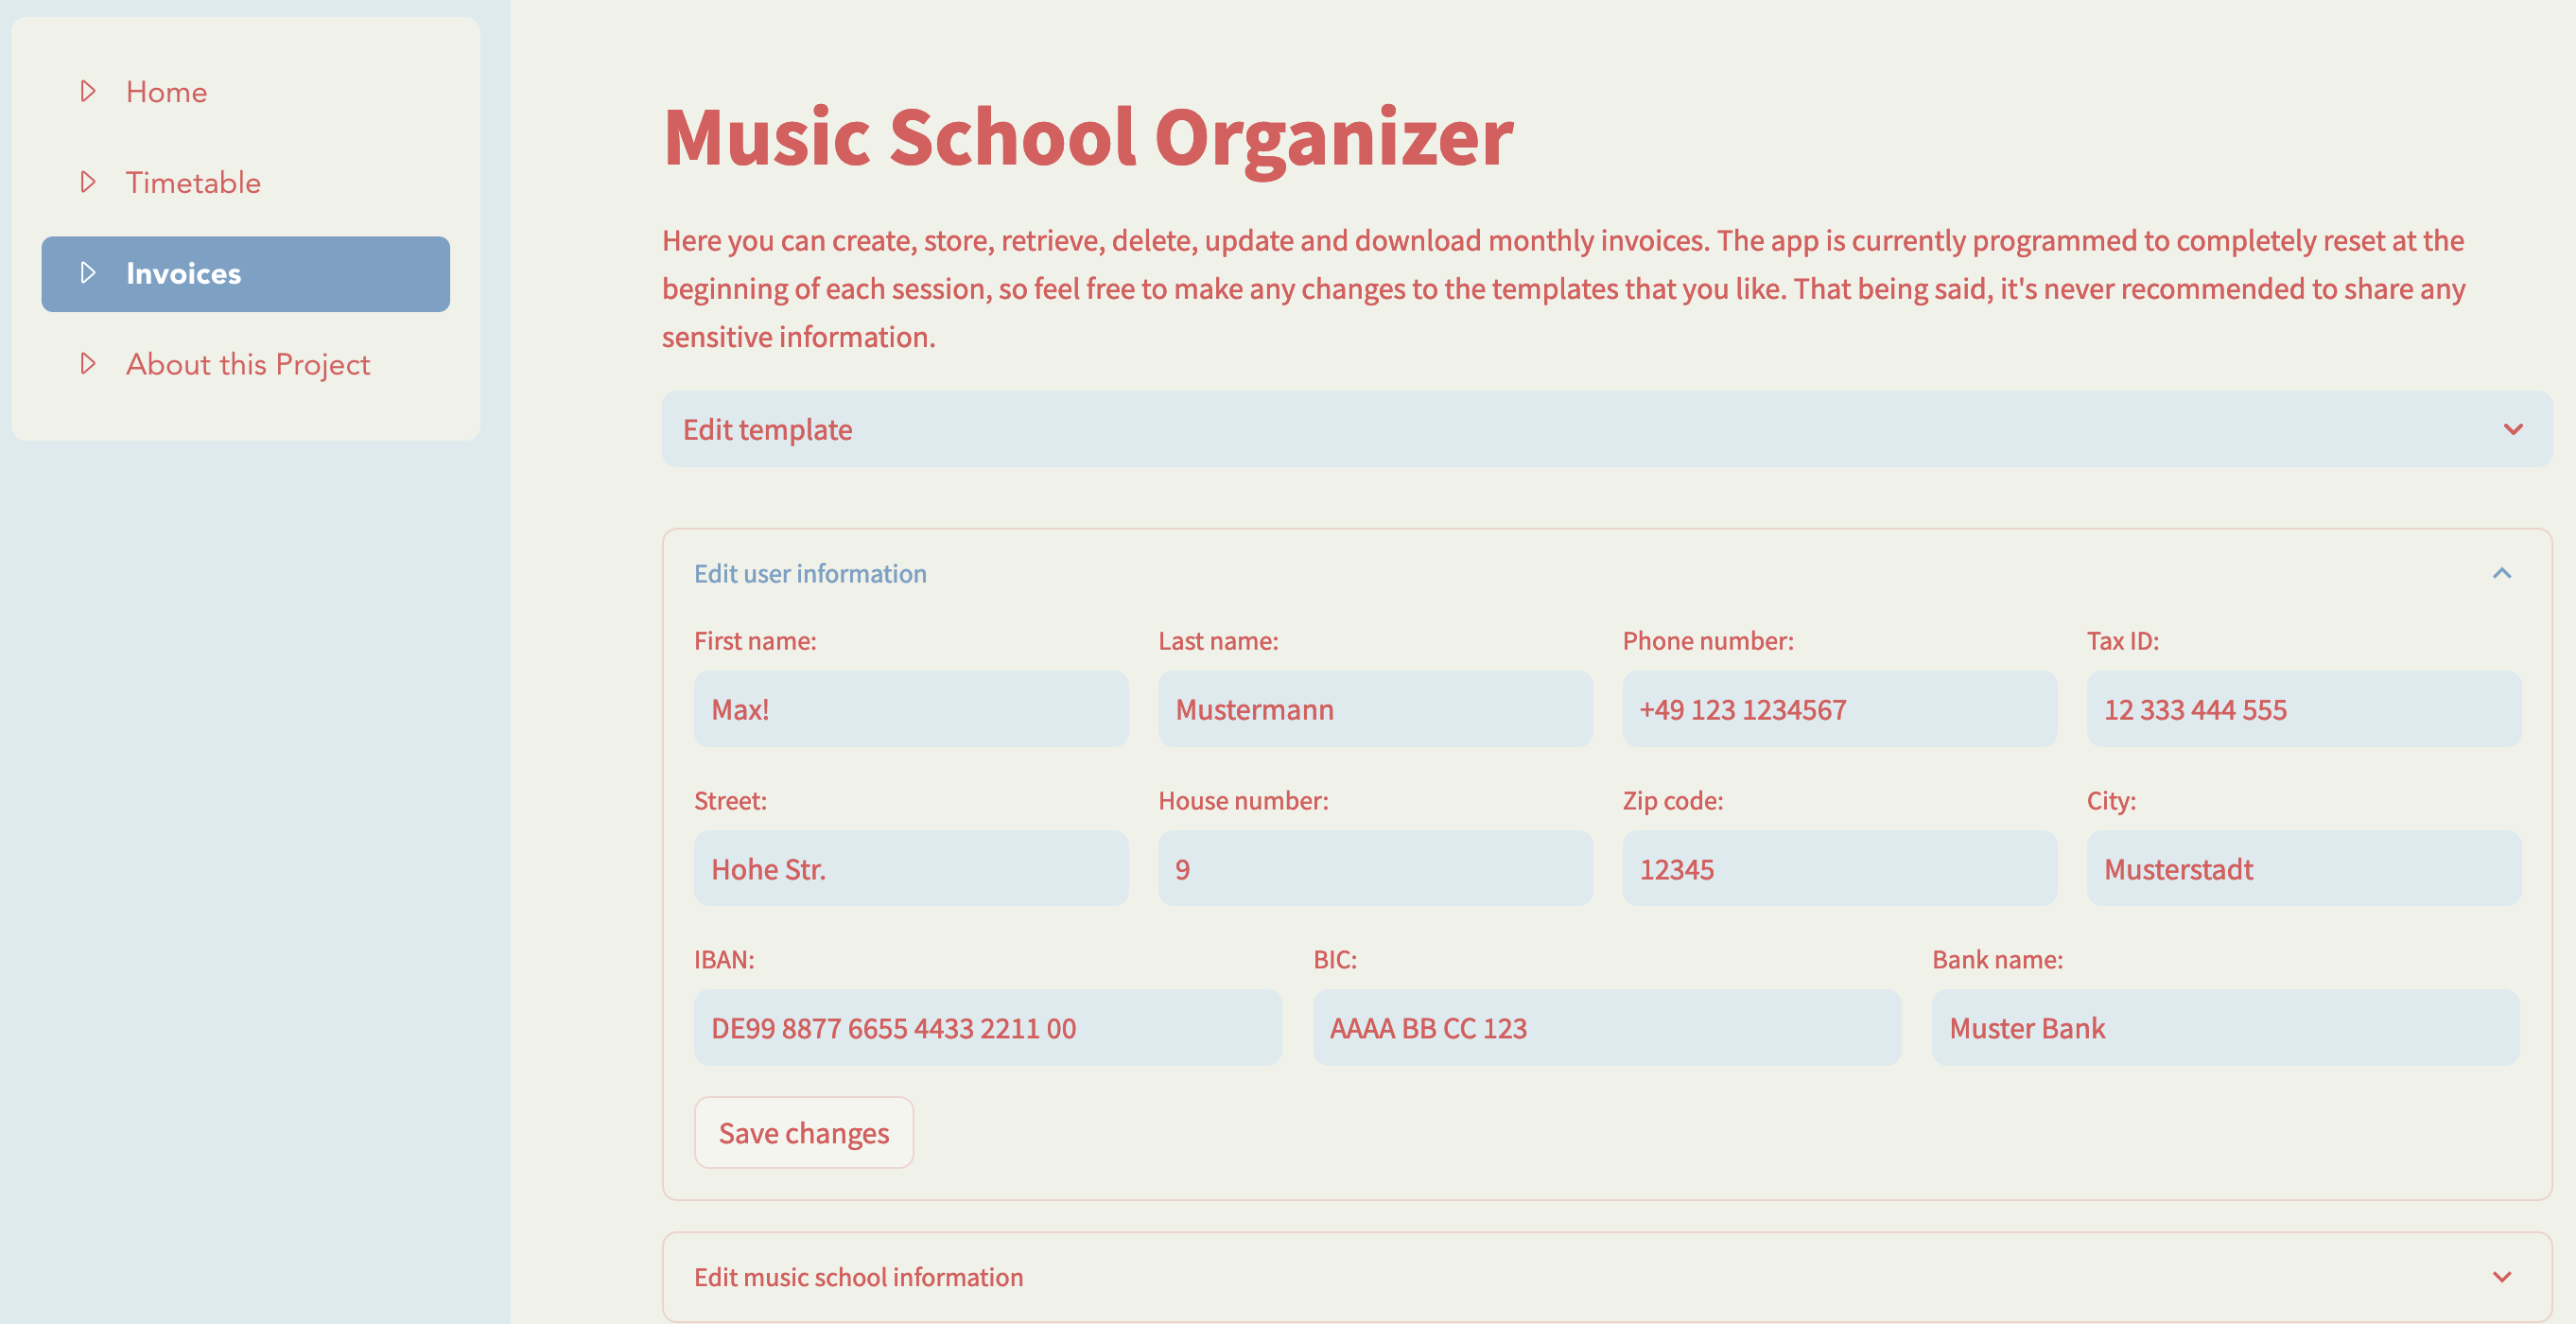 Home
Timetable
Invoices
About this Project
Music School Organizer
Here you can create, store, retrieve, delete, update and download monthly invoices. The app is currently programmed to completely reset at the
beginning of each session, so feel free to make any changes to the templates that you like. That being said, it's never recommended to share any
sensitive information.
Edit template
Edit user information
First name: Last name: Phone number: Tax ID:
Max! Mustermann +49 123 1234567 12 333 444 555
Street: House number: Zip code: City:
Hohe Str. 9 12345 Musterstadt
IBAN: BIC: Bank name:
DE99 8877 6655 4433 2211 00 AAAA BB CC 123 Muster Bank
Save changes
Edit music school information